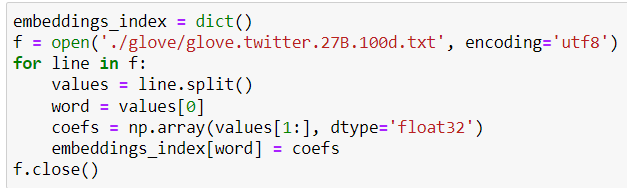 embeddings_index = dict()
f = open('./glove/glove.twitter.27B.100d.txt', encoding='utf8')
for line in f:
    values = line.split()
    word = values[0]
    coefs = np.array(values[1:], dtype='float32')
    embeddings_index[word] = coefs
f.close()